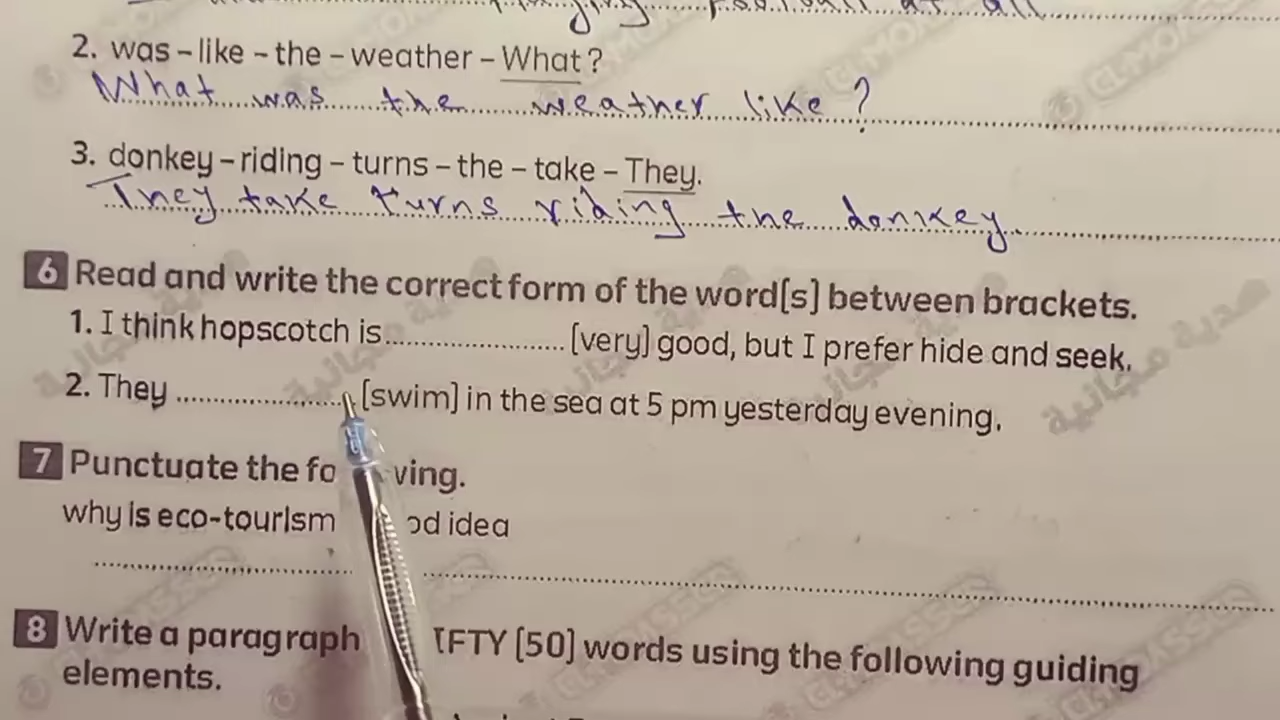 football at all
2. was – like – the – weather – What ?
What was the weather like ?
3. donkey – riding – turns – the – take – They.
They take turns riding the donkey.
6 Read and write the correct form of the word(s) between brackets.
1. I think hopscotch is...................... (very) good, but I prefer hide and seek.
2. They ...................... (swim) in the sea at 5 pm yesterday evening.
7 Punctuate the
why is eco-tourism idea
8 Write a paragraph (50) words using the following guiding
elements.